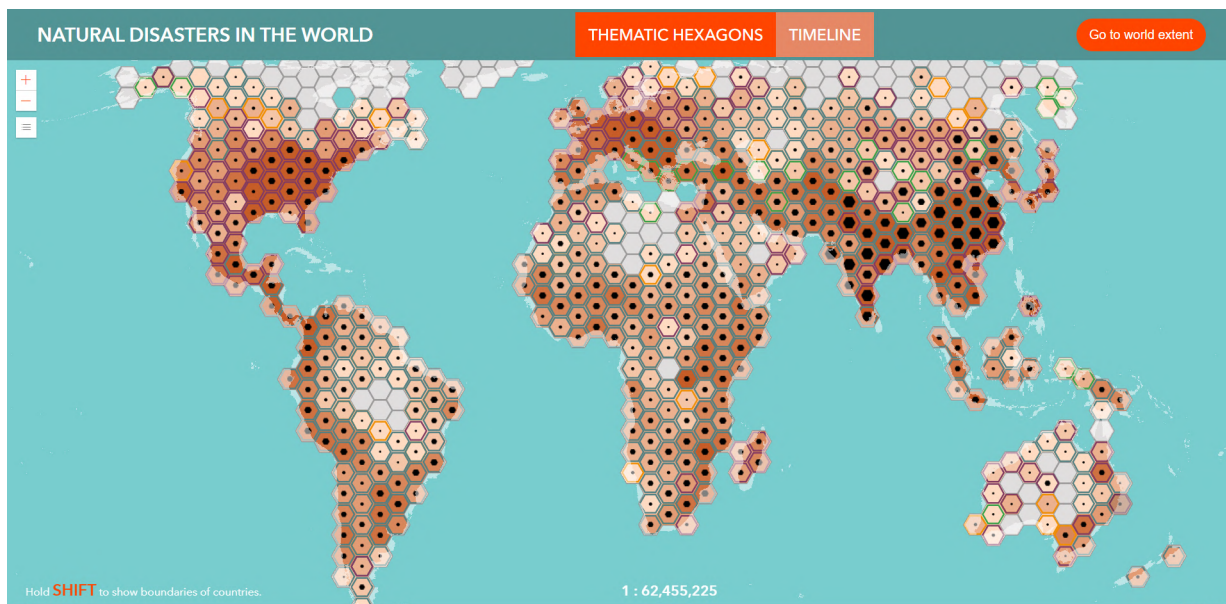 NATURAL DISASTERS IN THE WORLD
THEMATIC HEXAGONS
TIMELINE
Go to world extent
+
−
≡
Hold SHIFT to show boundaries of countries.
1 : 62,455,225